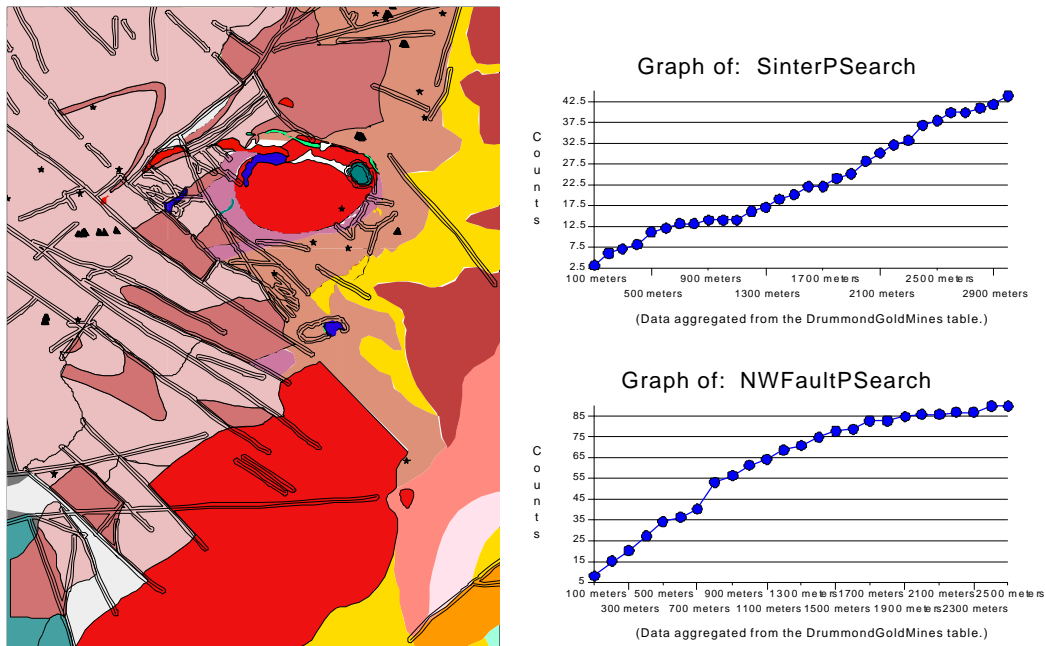 Graph of: SinterPSearch
42.5
37.5
32.5
27.5
22.5
17.5
12.5
7.5
2.5
Counts
100 meters 900 meters 1700 meters 2500 meters
500 meters 1300 meters 2100 meters 2900 meters
(Data aggregated from the DrummondGoldMines table.)
Graph of: NWFaultPSearch
85
75
65
55
45
35
25
15
5
Counts
100 meters 500 meters 900 meters 1300 meters 1700 meters 2100 meters 2500 meters
300 meters 700 meters 1100 meters 1500 meters 1900 meters 2300 meters
(Data aggregated from the DrummondGoldMines table.)